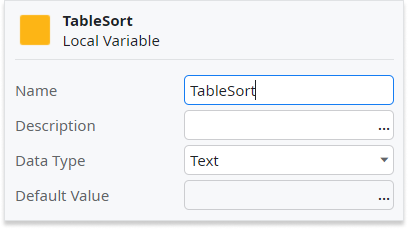 TableSort
Local Variable
Name TableSort
Description ...
Data Type Text
Default Value ...